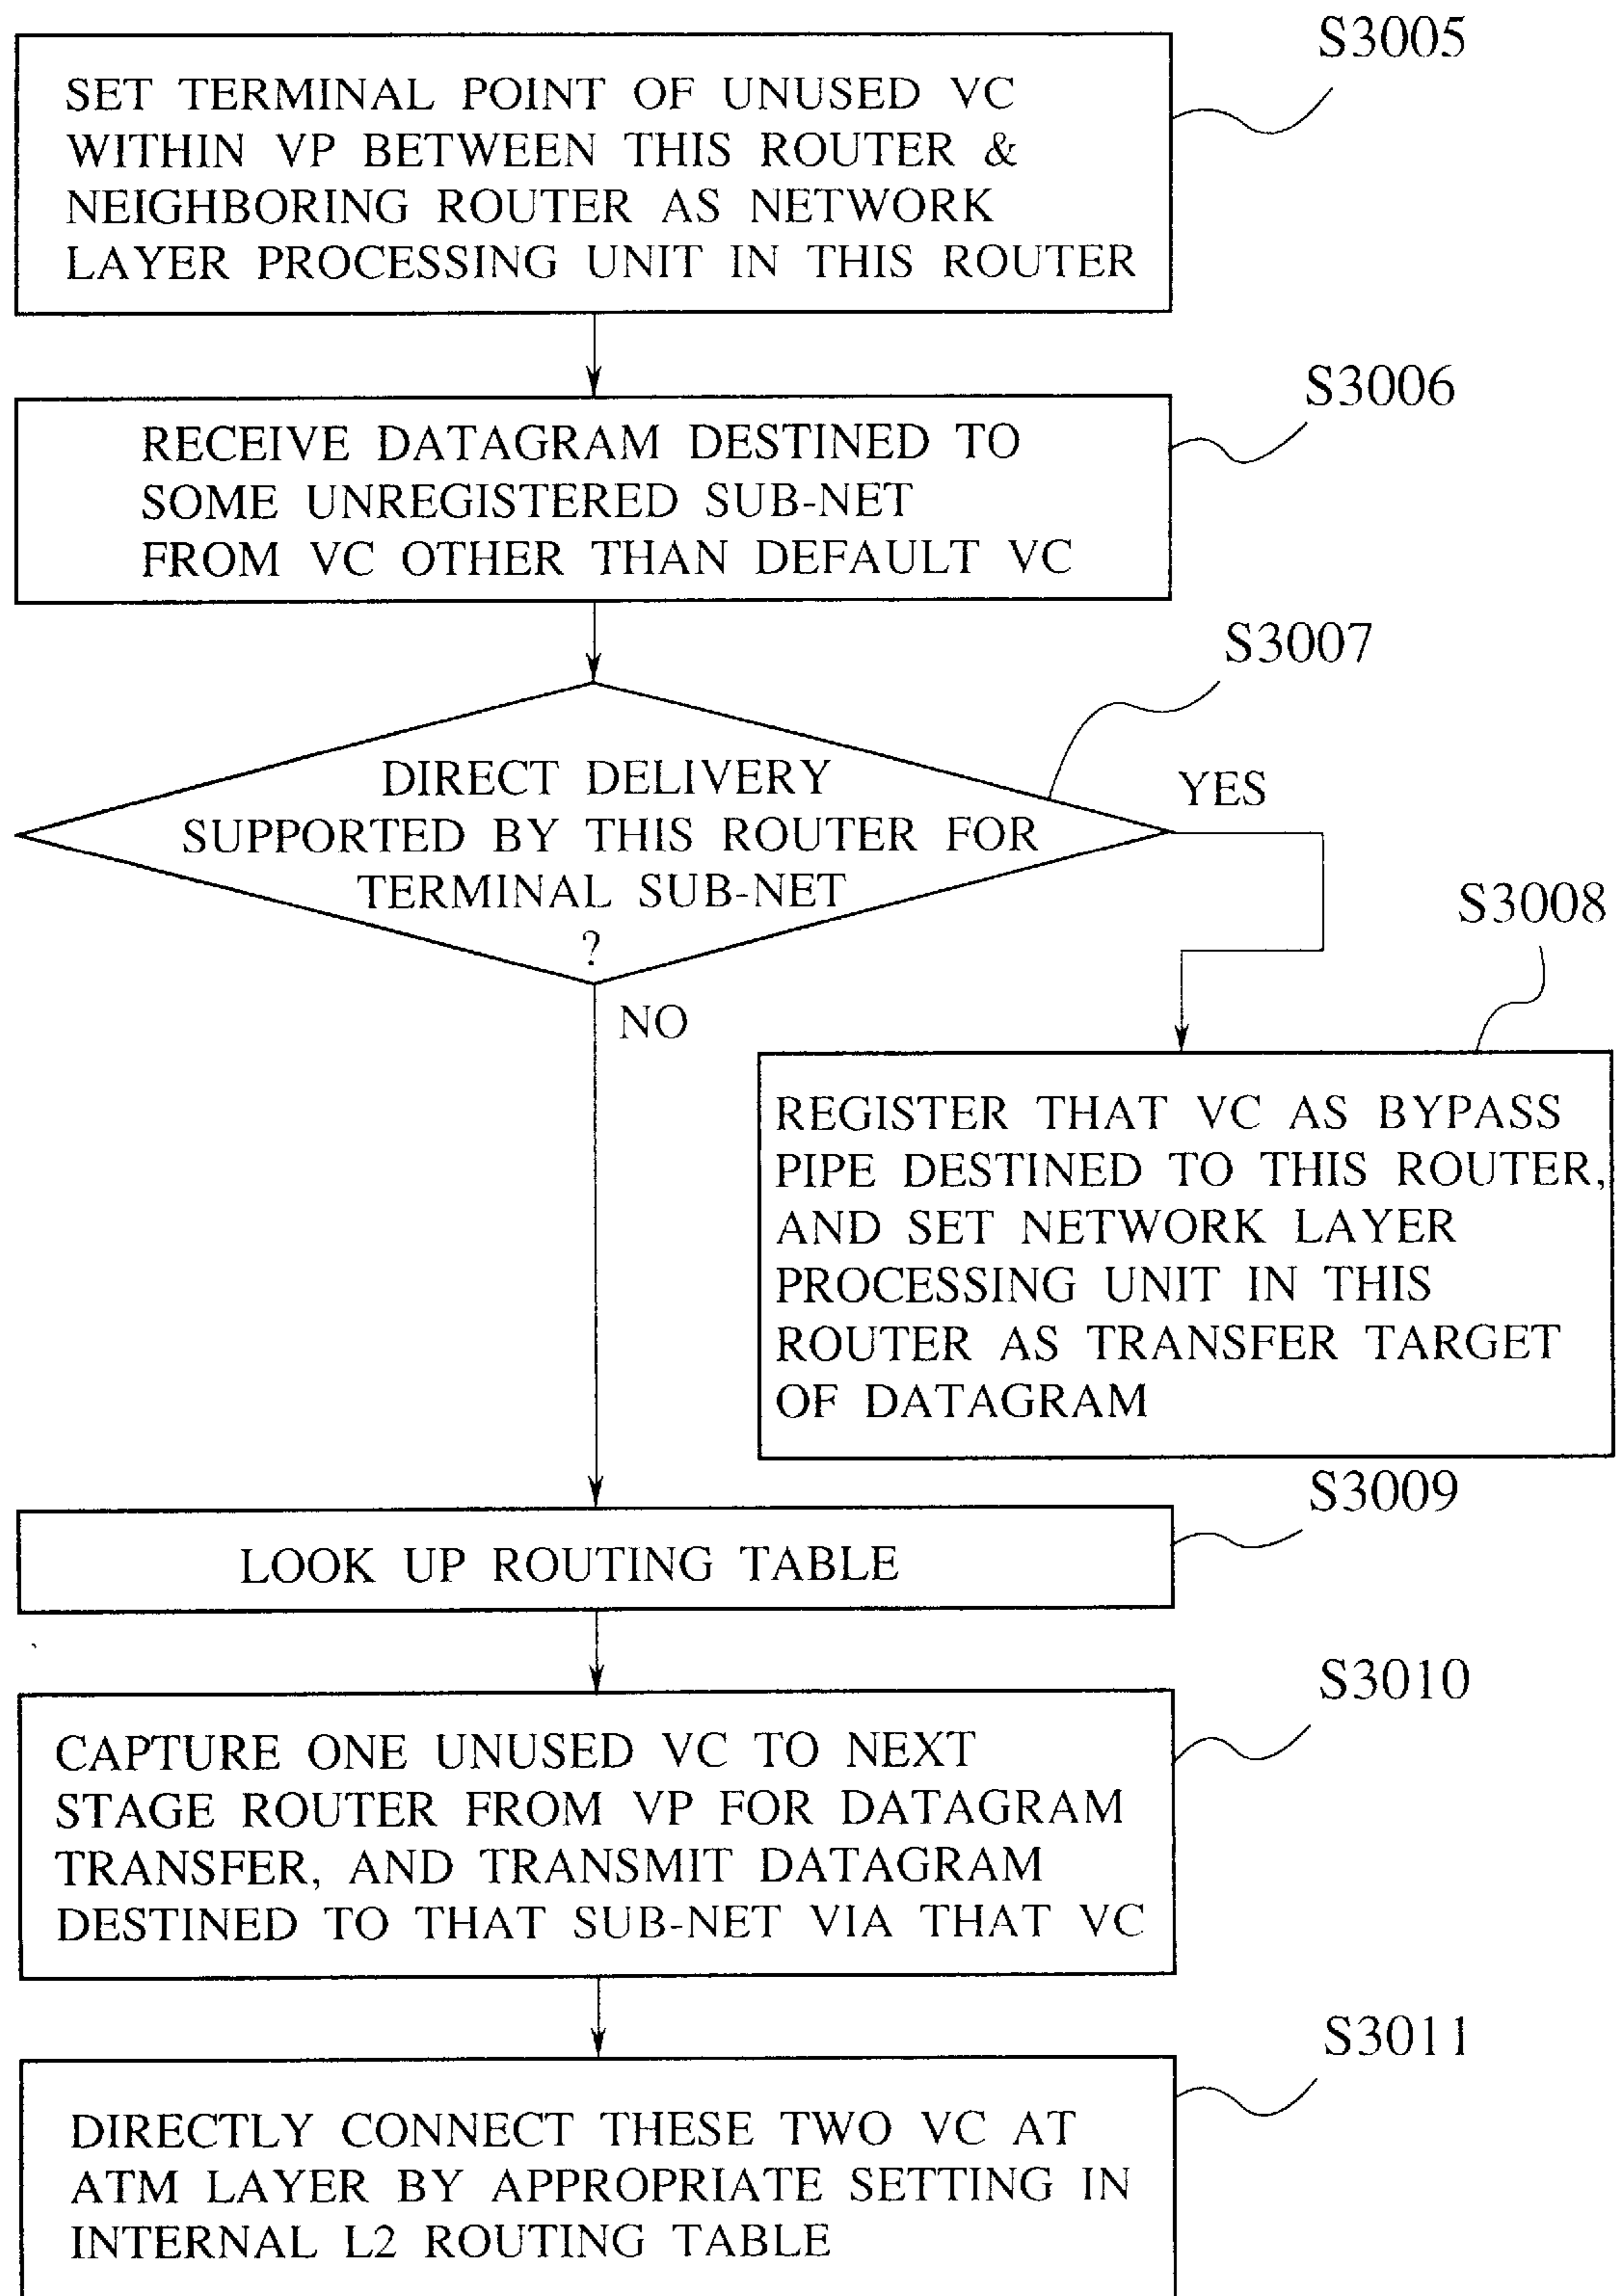 S3005
SET TERMINAL POINT OF UNUSED VC
WITHIN VP BETWEEN THIS ROUTER &
NEIGHBORING ROUTER AS NETWORK
LAYER PROCESSING UNIT IN THIS ROUTER
S3006
RECEIVE DATAGRAM DESTINED TO
SOME UNREGISTERED SUB-NET
FROM VC OTHER THAN DEFAULT VC
S3007
DIRECT DELIVERY
SUPPORTED BY THIS ROUTER FOR
TERMINAL SUB-NET
?
YES
NO
S3008
REGISTER THAT VC AS BYPASS
PIPE DESTINED TO THIS ROUTER,
AND SET NETWORK LAYER
PROCESSING UNIT IN THIS
ROUTER AS TRANSFER TARGET
OF DATAGRAM
S3009
LOOK UP ROUTING TABLE
S3010
CAPTURE ONE UNUSED VC TO NEXT
STAGE ROUTER FROM VP FOR DATAGRAM
TRANSFER, AND TRANSMIT DATAGRAM
DESTINED TO THAT SUB-NET VIA THAT VC
S3011
DIRECTLY CONNECT THESE TWO VC AT
ATM LAYER BY APPROPRIATE SETTING IN
INTERNAL L2 ROUTING TABLE